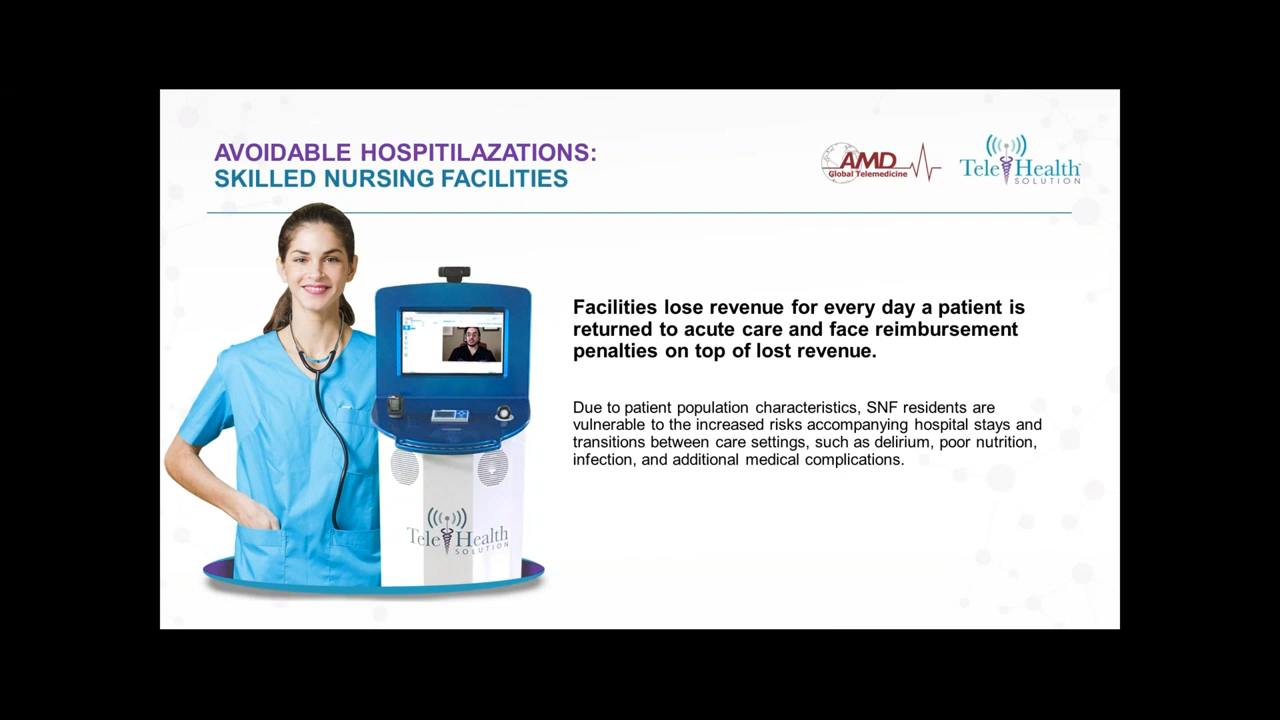 AVOIDABLE HOSPITILAZATIONS:
SKILLED NURSING FACILITIES
AMD
Global Telemedicine
TeleHealth
SOLUTION
Facilities lose revenue for every day a patient is
returned to acute care and face reimbursement
penalties on top of lost revenue.
Due to patient population characteristics, SNF residents are
vulnerable to the increased risks accompanying hospital stays and
transitions between care settings, such as delirium, poor nutrition,
infection, and additional medical complications.
TeleHealth
SOLUTION